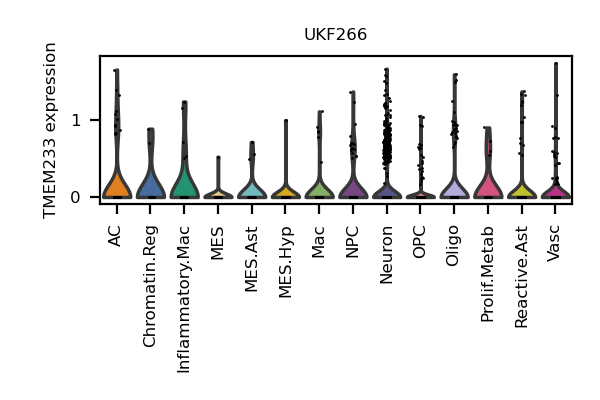 UKF266
TMEM233 expression
1
0
AC
Chromatin.Reg
Inflammatory.Mac
MES
MES.Ast
MES.Hyp
Mac
NPC
Neuron
OPC
Oligo
Prolif.Metab
Reactive.Ast
Vasc